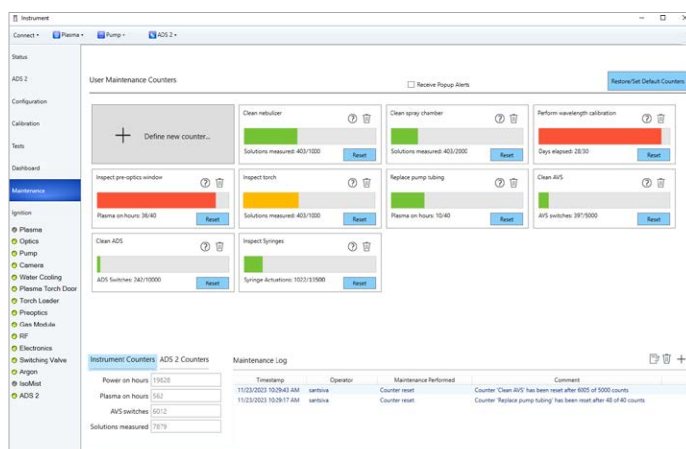 Instrument
Connect Plasma Pump ADS 2
Status
ADS 2
Configuration
Calibration
Tests
Dashboard
Maintenance
Ignition
Plasma
Optics
Pump
Camera
Water Cooling
Plasma Torch Door
Torch Loader
Preoptics
Gas Module
RF
Electronics
Switching Valve
Argon
IsoMist
ADS 2
User Maintenance Counters
Receive Popup Alerts
Restore/Set Default Counters
Define new counter...
Clean nebulizer
Solutions measured: 403/1000
Reset
Clean spray chamber
Solutions measured: 403/2000
Reset
Perform wavelength calibration
Days elapsed: 28/30
Reset
Inspect pre-optics window
Plasma on hours: 36/40
Reset
Inspect torch
Solutions measured: 403/1000
Reset
Replace pump tubing
Plasma on hours: 10/40
Reset
Clean AVS
AVS switches: 397/5000
Reset
Clean ADS
ADS Switches: 242/10000
Reset
Inspect Syringes
Syringe Actuations: 1022/33500
Reset
Instrument Counters ADS 2 Counters
Power on hours 19828
Plasma on hours 562
AVS switches 6012
Solutions measured 7879
Maintenance Log
Timestamp Operator Maintenance Performed Comment
11/23/2023 10:29:43 AM santsiva Counter reset Counter 'Clean AVS' has been reset after 6005 of 5000 counts
11/23/2023 10:29:17 AM santsiva Counter reset Counter 'Replace pump tubing' has been reset after 48 of 40 counts